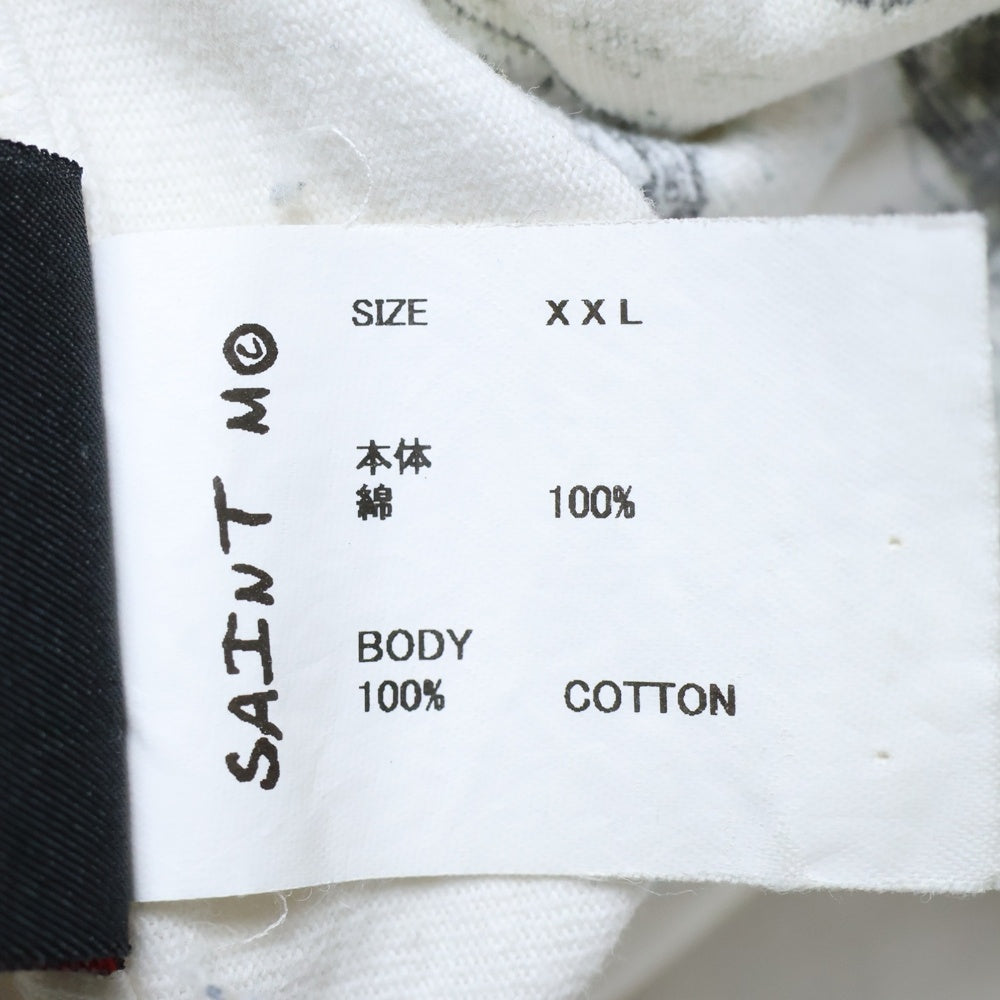 SAINT M©
SIZE XXL
本体
綿 100%
BODY
100% COTTON